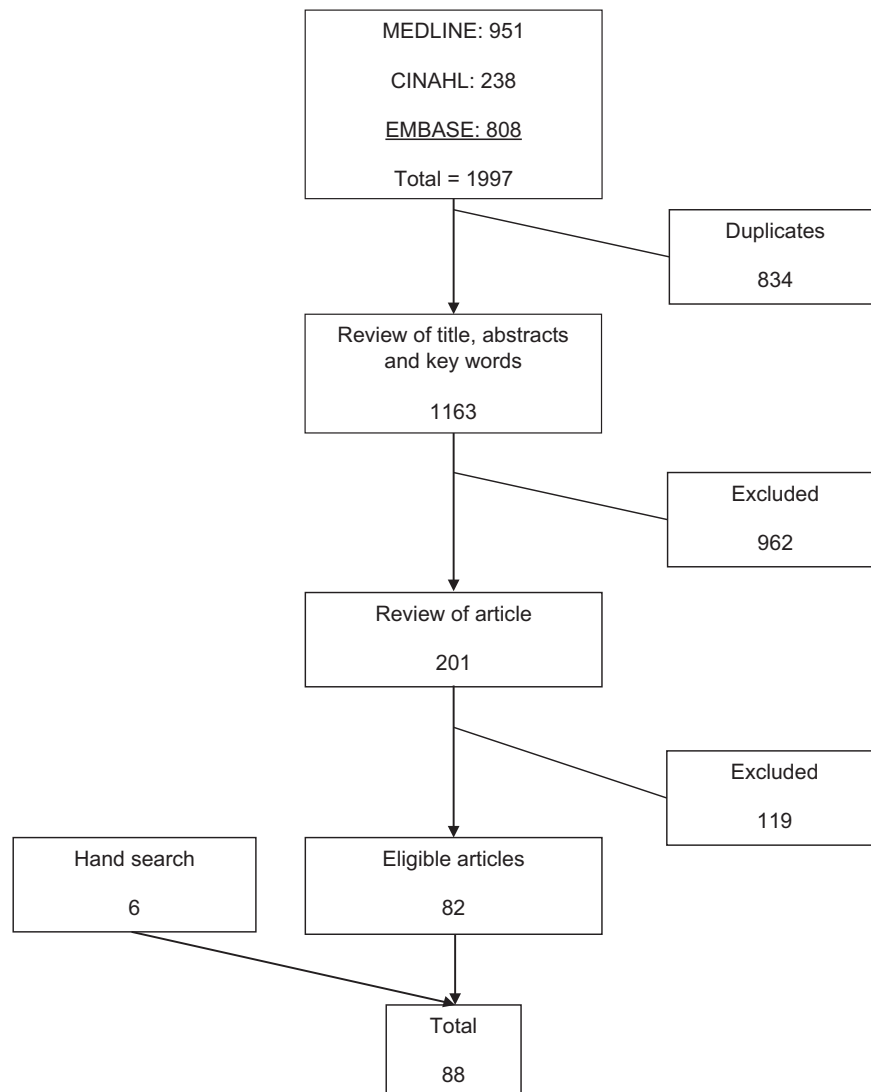 MEDLINE: 951
CINAHL: 238
EMBASE: 808
Total = 1997
Duplicates
834
Review of title, abstracts
and key words
1163
Excluded
962
Review of article
201
Excluded
119
Hand search
6
Eligible articles
82
Total
88